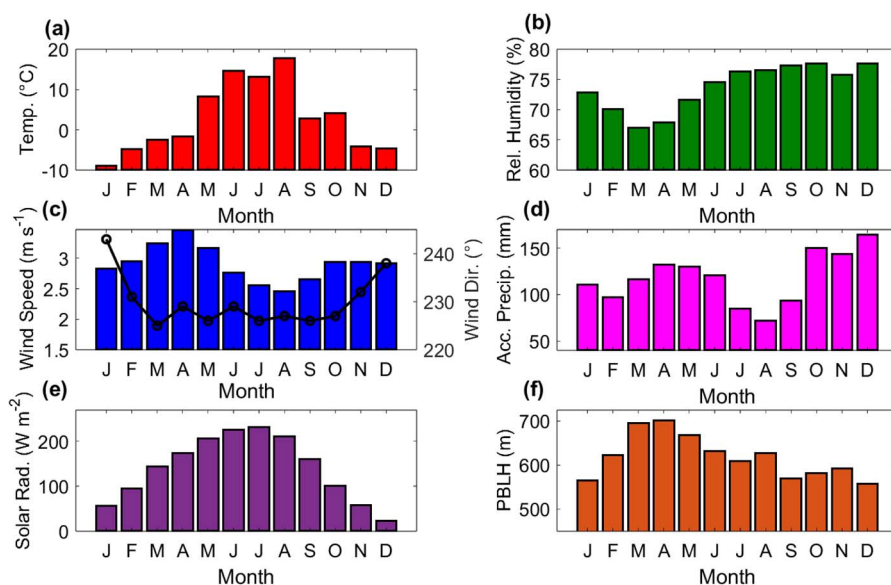 (a)
20
10
0
-10
Temp. (°C)
J F M A M J J A S O N D
Month
(b)
80
75
70
65
60
Rel. Humidity (%)
J F M A M J J A S O N D
Month
(c)
3
2.5
2
1.5
Wind Speed (m s⁻¹)
240
230
220
Wind Dir. (°)
J F M A M J J A S O N D
Month
(d)
150
100
50
Acc. Precip. (mm)
J F M A M J J A S O N D
Month
(e)
200
100
0
Solar Rad. (W m⁻²)
J F M A M J J A S O N D
Month
(f)
700
600
500
PBLH (m)
J F M A M J J A S O N D
Month